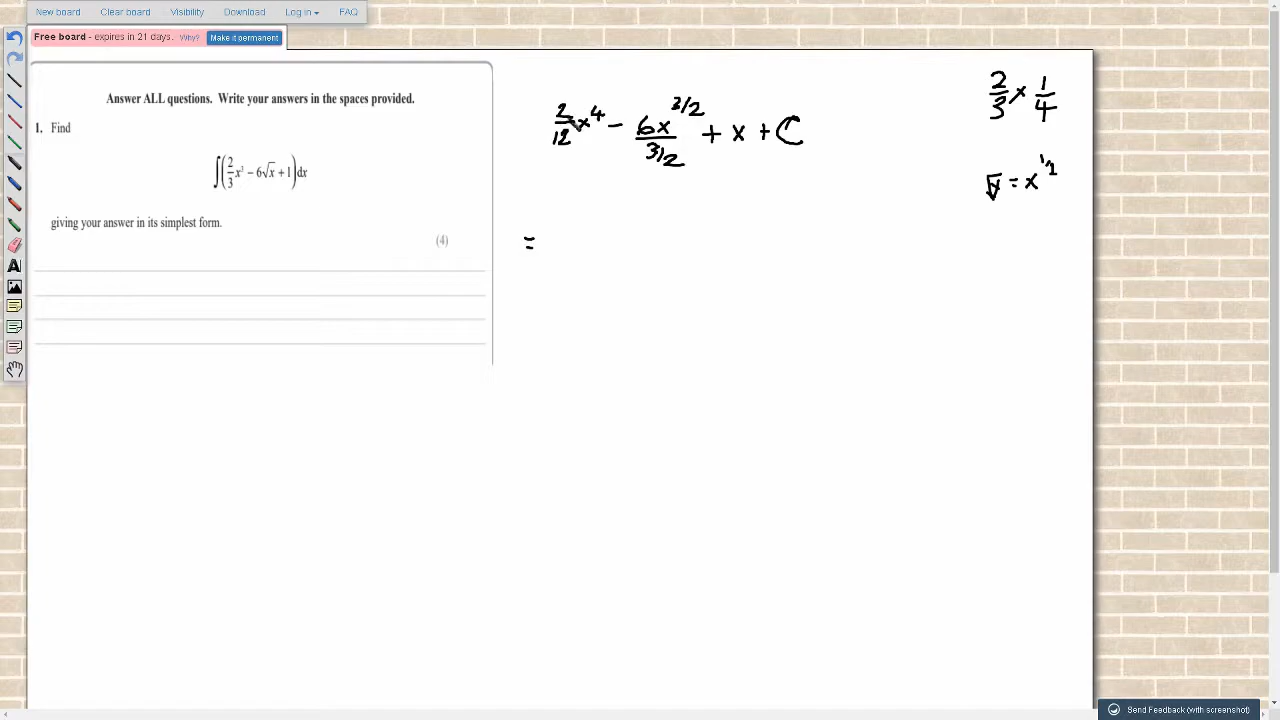 New board Clear board Visibility Download Log in FAQ
Free board - expires in 21 days. Why? Make it permanent
Answer ALL questions. Write your answers in the spaces provided.
1. Find
∫(2/3 x³ − 6√x + 1)dx
giving your answer in its simplest form.
(4)
2/12 x⁴ − 6x^(3/2) / (3/2) + x + C
=
2/3 × 1/4
√x = x^(1/2)
A
Send Feedback (with screenshot)